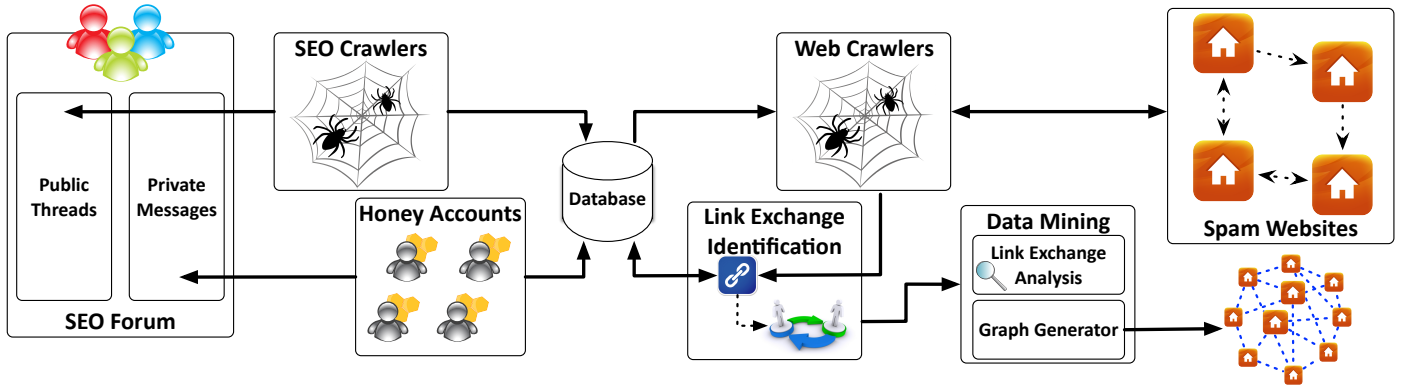 SEO Crawlers
Web Crawlers
Public
Threads
Private
Messages
SEO Forum
Honey Accounts
Database
Link Exchange
Identification
Data Mining
Link Exchange
Analysis
Graph Generator
Spam Websites